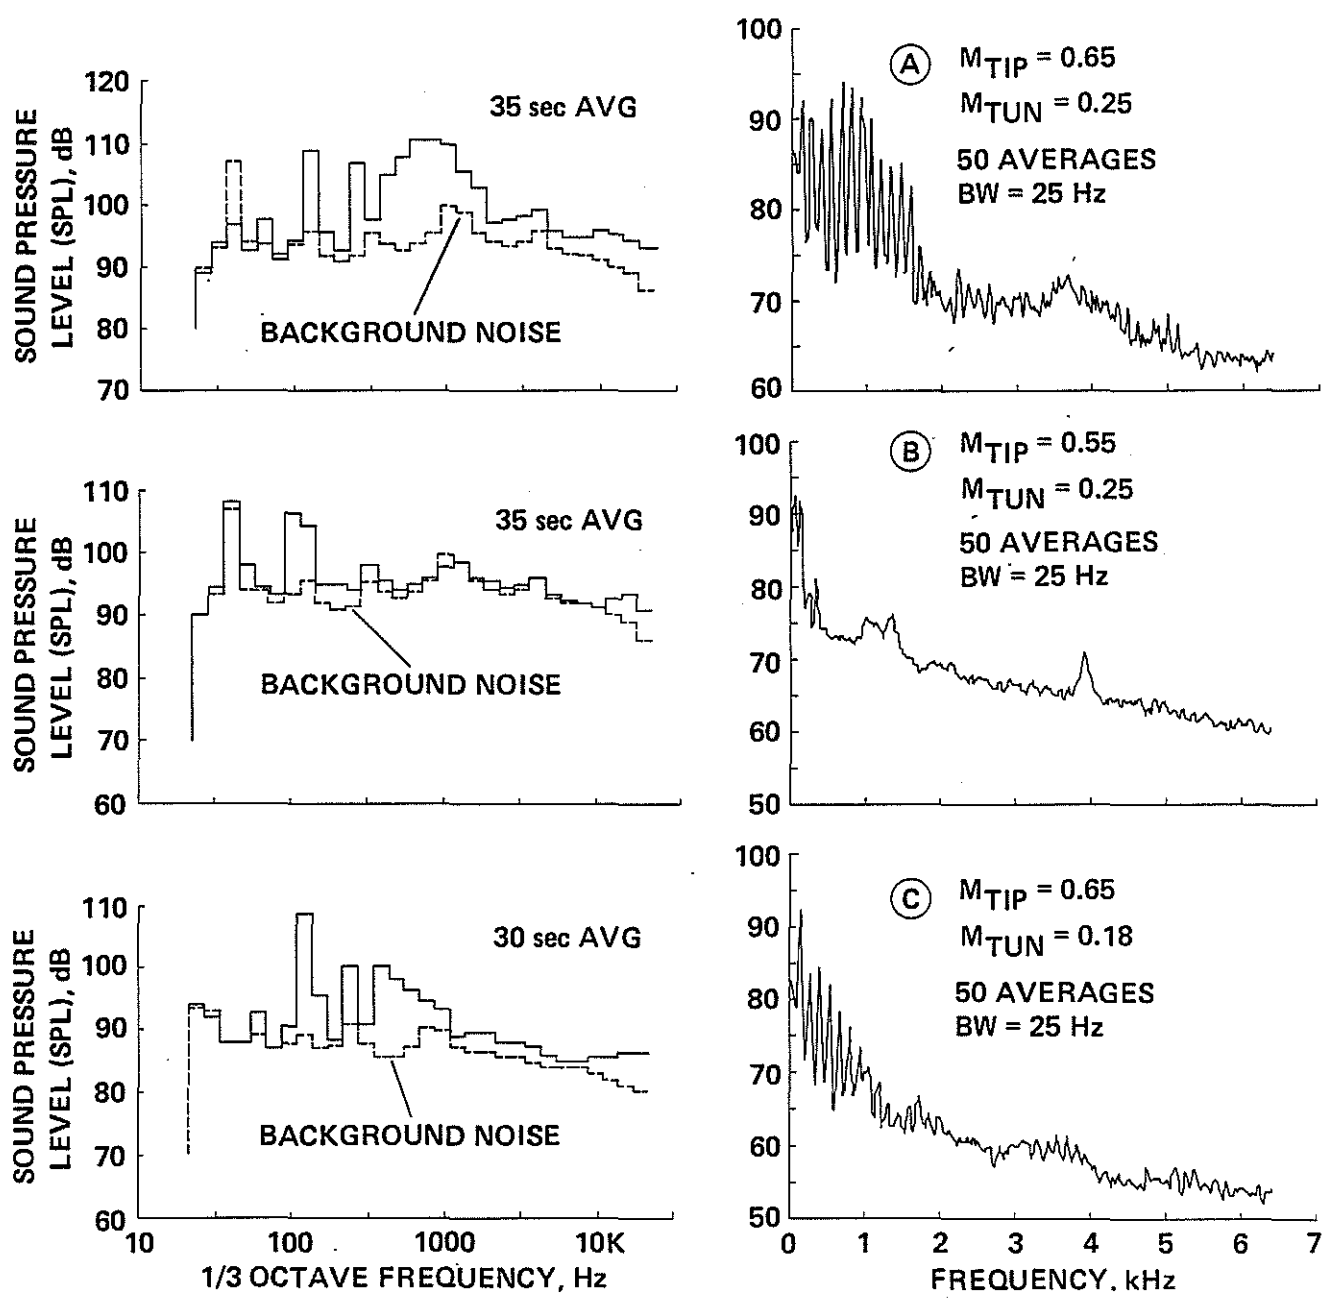 120
110
100
90
80
70
SOUND PRESSURE
LEVEL (SPL), dB
35 sec AVG
BACKGROUND NOISE
100
90
80
70
60
A
MTIP = 0.65
MTUN = 0.25
50 AVERAGES
BW = 25 Hz
110
100
90
80
70
60
SOUND PRESSURE
LEVEL (SPL), dB
35 sec AVG
BACKGROUND NOISE
100
90
80
70
60
50
B
MTIP = 0.55
MTUN = 0.25
50 AVERAGES
BW = 25 Hz
110
100
90
80
70
60
SOUND PRESSURE
LEVEL (SPL), dB
30 sec AVG
BACKGROUND NOISE
10 100 1000 10K
1/3 OCTAVE FREQUENCY, Hz
100
90
80
70
60
50
C
MTIP = 0.65
MTUN = 0.18
50 AVERAGES
BW = 25 Hz
0 1 2 3 4 5 6 7
FREQUENCY, kHz